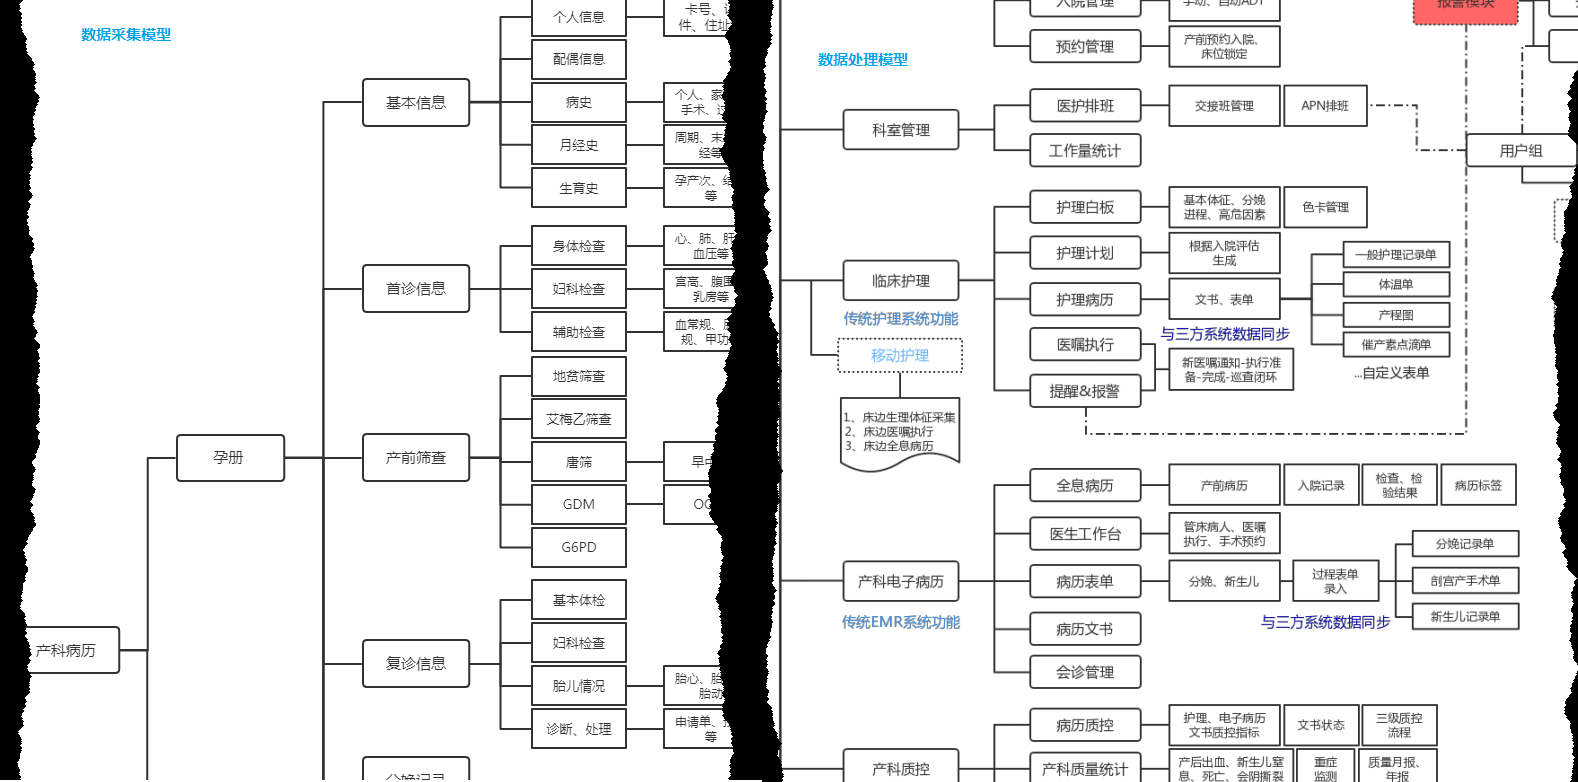 数据采集模型
个人信息
卡号、
件、住址
配偶信息
基本信息
病史
个人、家
手术、
月经史
周期、末
经等
生育史
孕产次、
等
身体检查
心、肺、肝
血压等
首诊信息
妇科检查
宫高、腹围
乳房等
辅助检查
血常规、
规、甲功
地贫筛查
艾梅乙筛查
孕册
产前筛查
唐筛
早中
GDM
G6PD
基本体检
妇科检查
产科病历
复诊信息
胎儿情况
胎心、胎
胎动
诊断、处理
申请单、
等
分娩记录
数据处理模型
入院管理
手动、自动ADT
预约管理
产前预约入院、
床位锁定
报警模块
科室管理
医护排班
交接班管理
APN排班
工作量统计
用户组
护理白板
基本体征、分娩
进程、高危因素
色卡管理
护理计划
根据入院评估
生成
一般护理记录单
临床护理
护理病历
文书、表单
体温单
产程图
传统护理系统功能
与三方系统数据同步
催产素点滴单
移动护理
医嘱执行
新医嘱通知-执行准
备-完成-巡查闭环
...自定义表单
提醒&报警
1、床边生理体征采集
2、床边医嘱执行
3、床边全息病历
全息病历
产前病历
入院记录
检查、检
验结果
病历标签
医生工作台
管床病人、医嘱
执行、手术预约
分娩记录单
产科电子病历
病历表单
分娩、新生儿
过程表单
录入
剖宫产手术单
传统EMR系统功能
与三方系统数据同步
新生儿记录单
病历文书
会诊管理
病历质控
护理、电子病历
文书质控指标
文书状态
三级质控
流程
产科质控
产科质量统计
产后出血、新生儿窒
息、死亡、会阴撕裂
重症
监测
质量月报、
年报